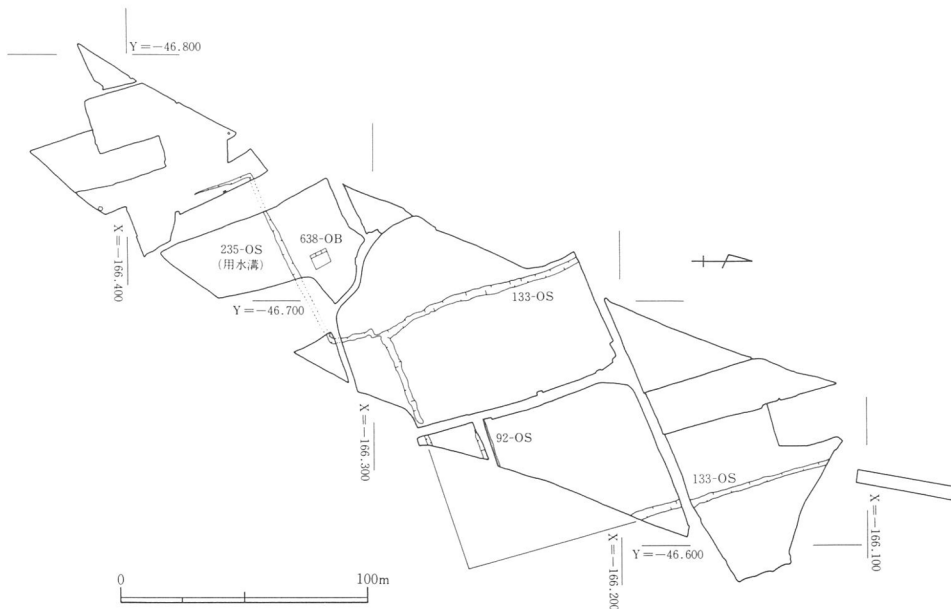 Y=-46.800
X=-166.400
235-OS
(用水溝)
638-OB
Y=-46.700
133-OS
X=-166.300
92-OS
133-OS
X=-166.200
Y=-46.600
X=-166.100
0
100m